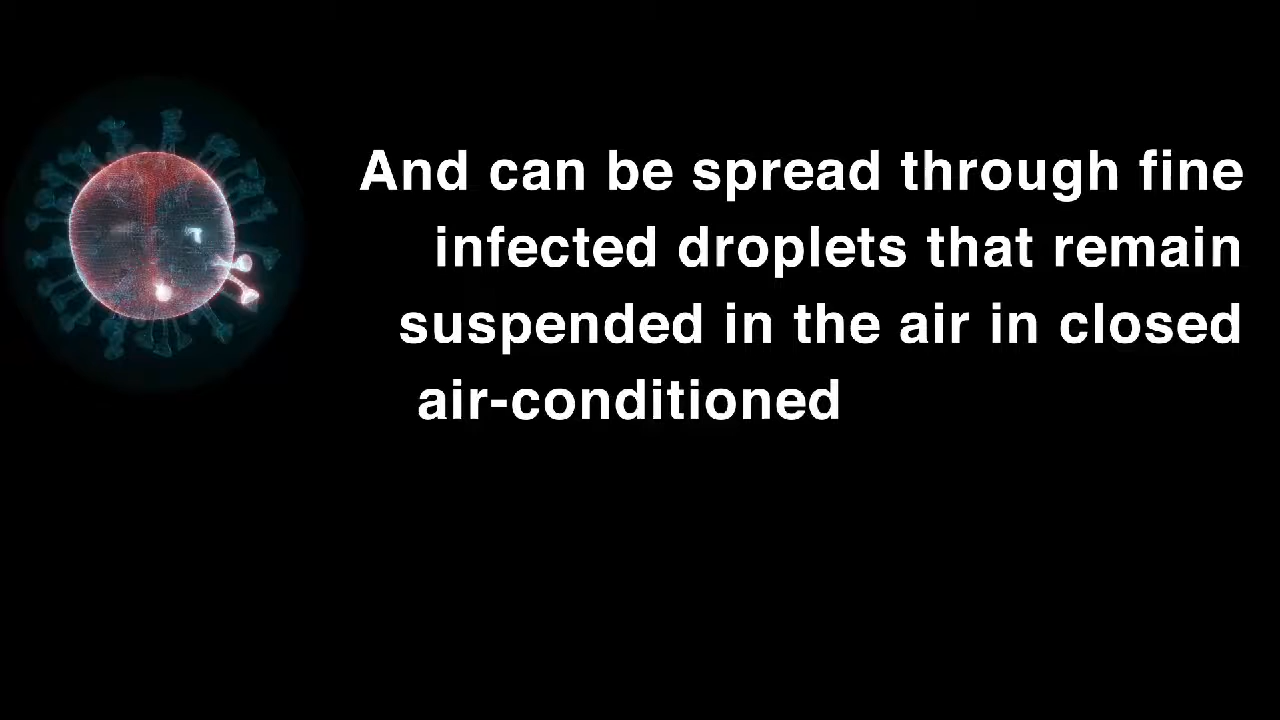 And can be spread through fine
infected droplets that remain
suspended in the air in closed
air-conditioned